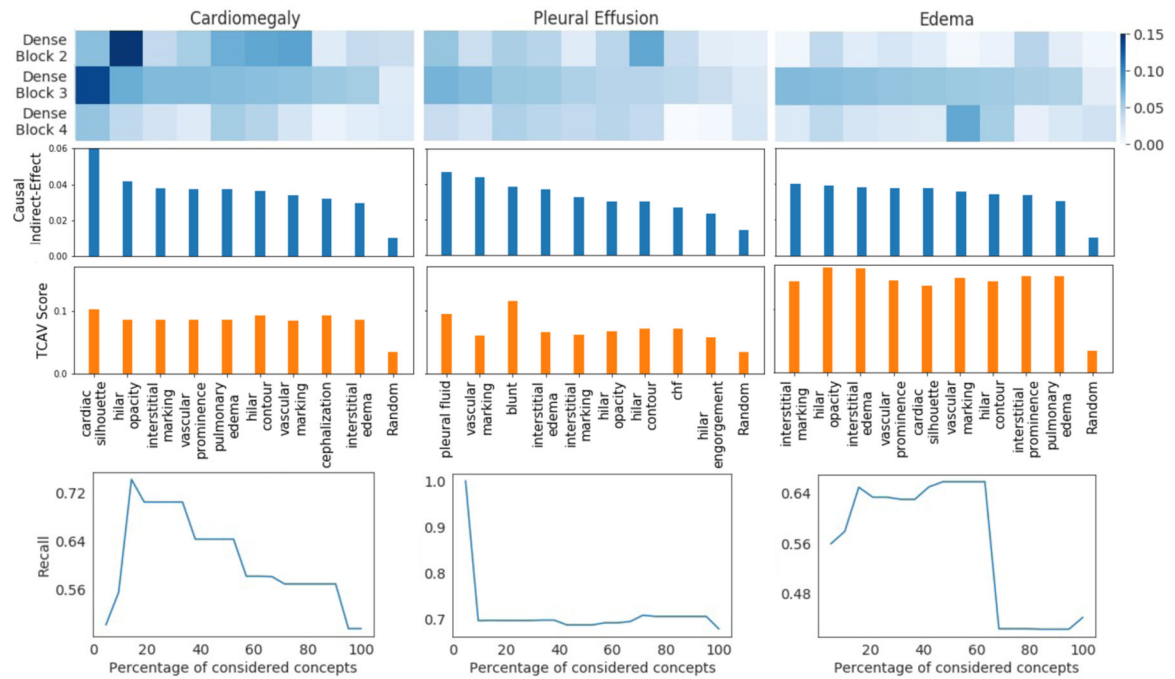 Cardiomegaly
Pleural Effusion
Edema
Dense
Block 2
Dense
Block 3
Dense
Block 4
0.15
0.10
0.05
0.00
Causal
Indirect-Effect
0.06
0.04
0.02
0.00
TCAV Score
0.1
0.0
cardiac
silhouette
hilar
opacity
interstitial
marking
vascular
prominence
pulmonary
edema
hilar
contour
vascular
marking
cephalization
interstitial
edema
Random
pleural fluid
vascular
marking
blunt
interstitial
edema
interstitial
marking
hilar
opacity
hilar
contour
chf
hilar
engorgement
Random
interstitial
marking
hilar
opacity
interstitial
edema
vascular
prominence
cardiac
silhouette
vascular
marking
hilar
contour
interstitial
prominence
pulmonary
edema
Random
Recall
0.72
0.64
0.56
0 20 40 60 80 100
Percentage of considered concepts
1.0
0.9
0.8
0.7
20 40 60 80 100
Percentage of considered concepts
0.64
0.56
0.48
20 40 60 80 100
Percentage of considered concepts